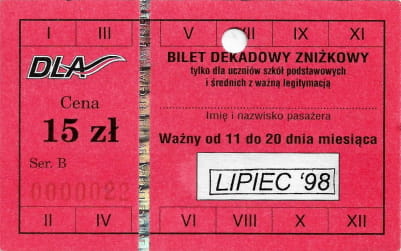 I III V VII IX XI
DLA
BILET DEKADOWY ZNIŻKOWY
tylko dla uczniów szkół podstawowych
i średnich z ważną legitymacją
Cena
15 zł
Imię i nazwisko pasażera
Ważny od 11 do 20 dnia miesiąca
Ser. B
0000022
LIPIEC '98
II IV VI VIII X XII